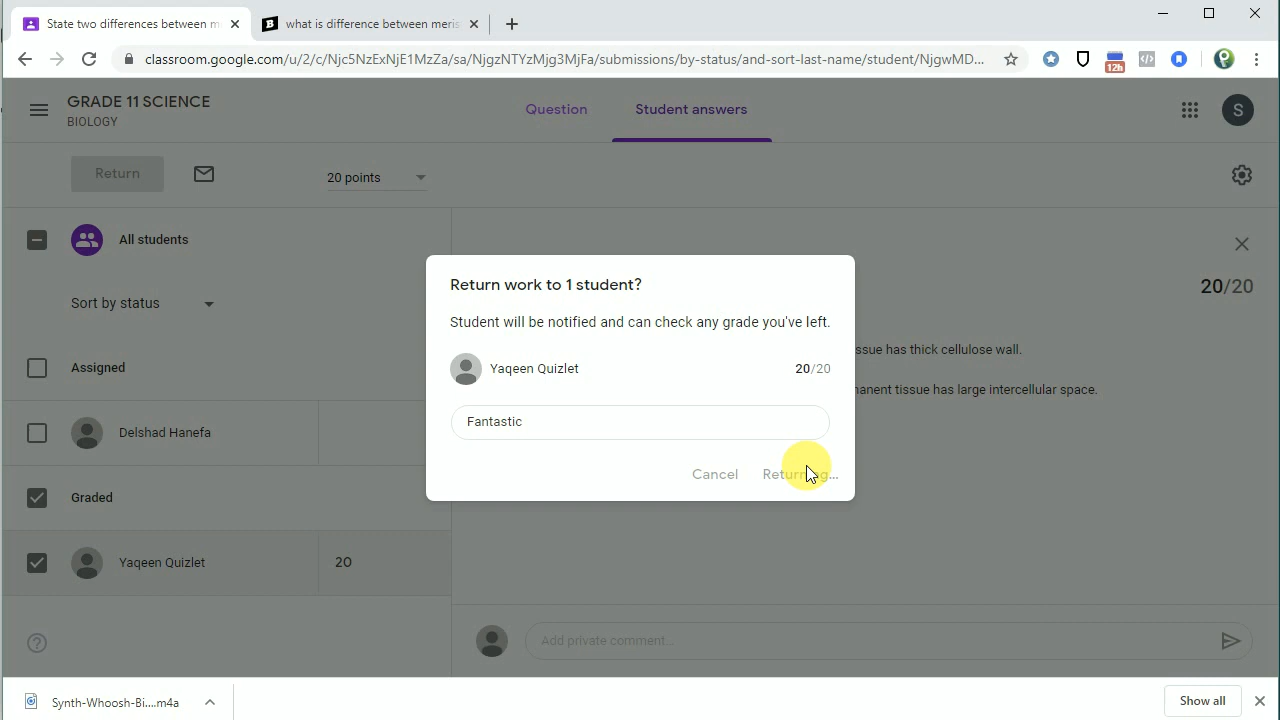 State two differences between m
what is difference between meris
classroom.google.com/u/2/c/Njc5NzExNjE1MzZa/sa/NjgzNTYzMjg3MjFa/submissions/by-status/and-sort-last-name/student/NjgwMD...
12h
GRADE 11 SCIENCE
BIOLOGY
Question
Student answers
S
Return
20 points
All students
20/20
Sort by status
Return work to 1 student?
Student will be notified and can check any grade you've left.
ssue has thick cellulose wall.
Assigned
Yaqeen Quizlet
20/20
anent tissue has large intercellular space.
Delshad Hanefa
Fantastic
Cancel
Returning...
Graded
Yaqeen Quizlet
20
Add private comment...
Synth-Whoosh-Bi....m4a
Show all